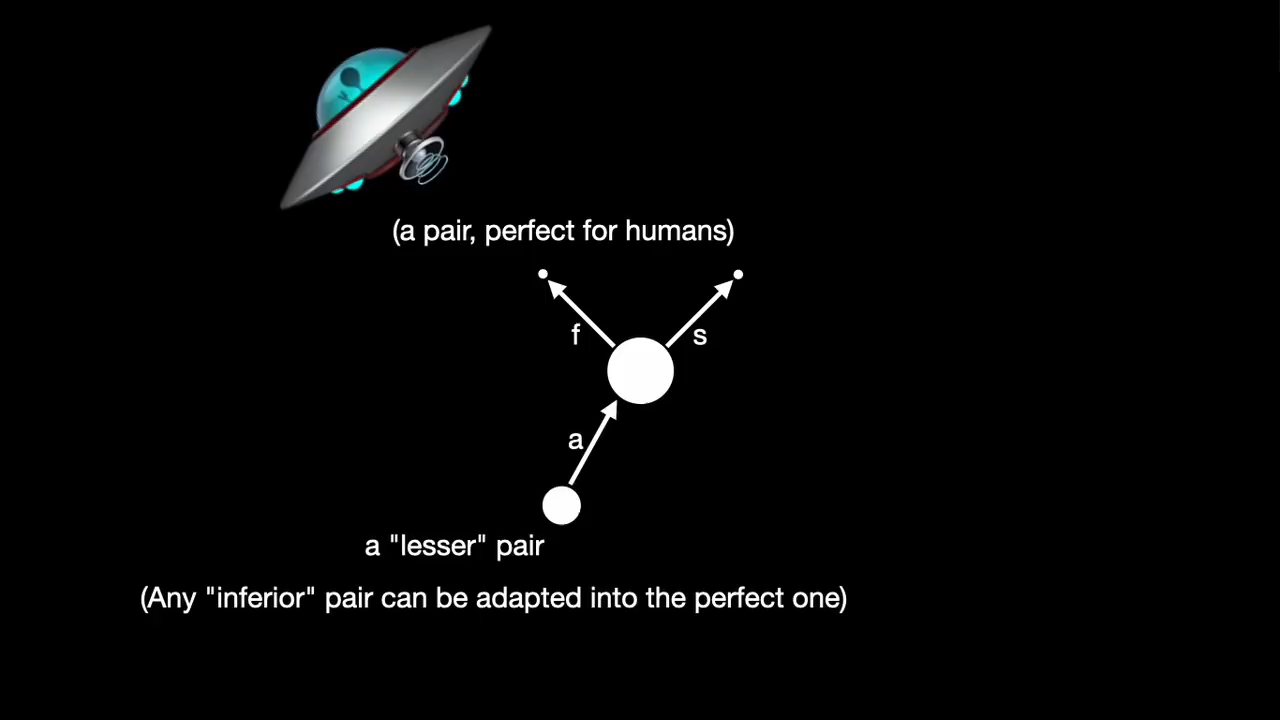 (a pair, perfect for humans)
f
s
a
a "lesser" pair
(Any "inferior" pair can be adapted into the perfect one)